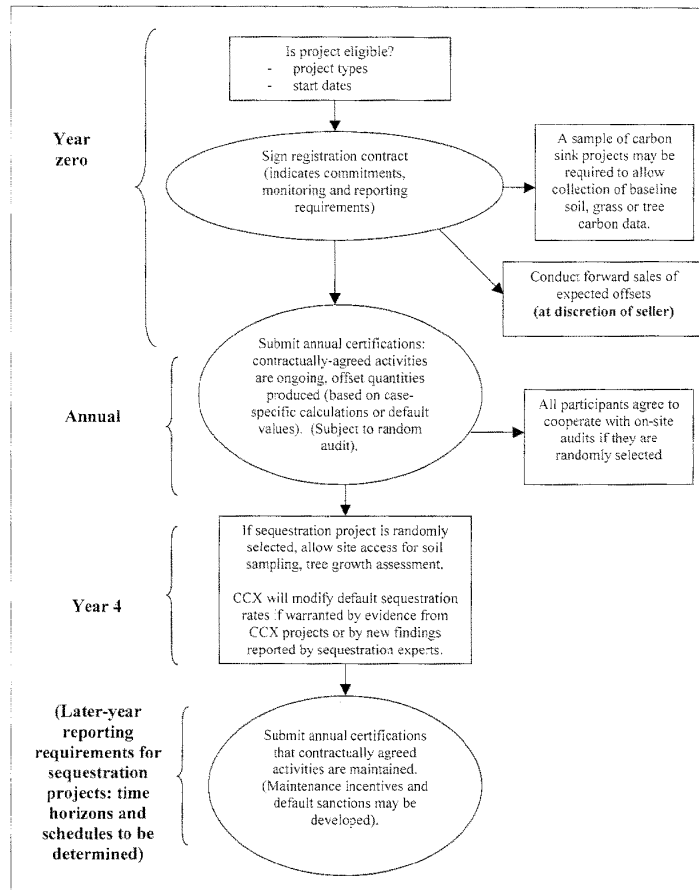 Is project eligible?
- project types
- start dates
Year
zero
Sign registration contract
(indicates commitments,
monitoring and reporting
requirements)
A sample of carbon
sink projects may be
required to allow
collection of baseline
soil, grass or tree
carbon data.
Conduct forward sales of
expected offsets
(at discretion of seller)
Submit annual certifications:
contractually-agreed activities
are ongoing, offset quantities
produced (based on case-
specific calculations or default
values). (Subject to random
audit).
Annual
All participants agree to
cooperate with on-site
audits if they are
randomly selected
If sequestration project is randomly
selected, allow site access for soil
sampling, tree growth assessment.
CCX will modify default sequestration
rates if warranted by evidence from
CCX projects or by new findings
reported by sequestration experts.
Year 4
(Later-year
reporting
requirements for
sequestration
projects: time
horizons and
schedules to be
determined)
Submit annual certifications
that contractually agreed
activities are maintained.
(Maintenance incentives and
default sanctions may be
developed).